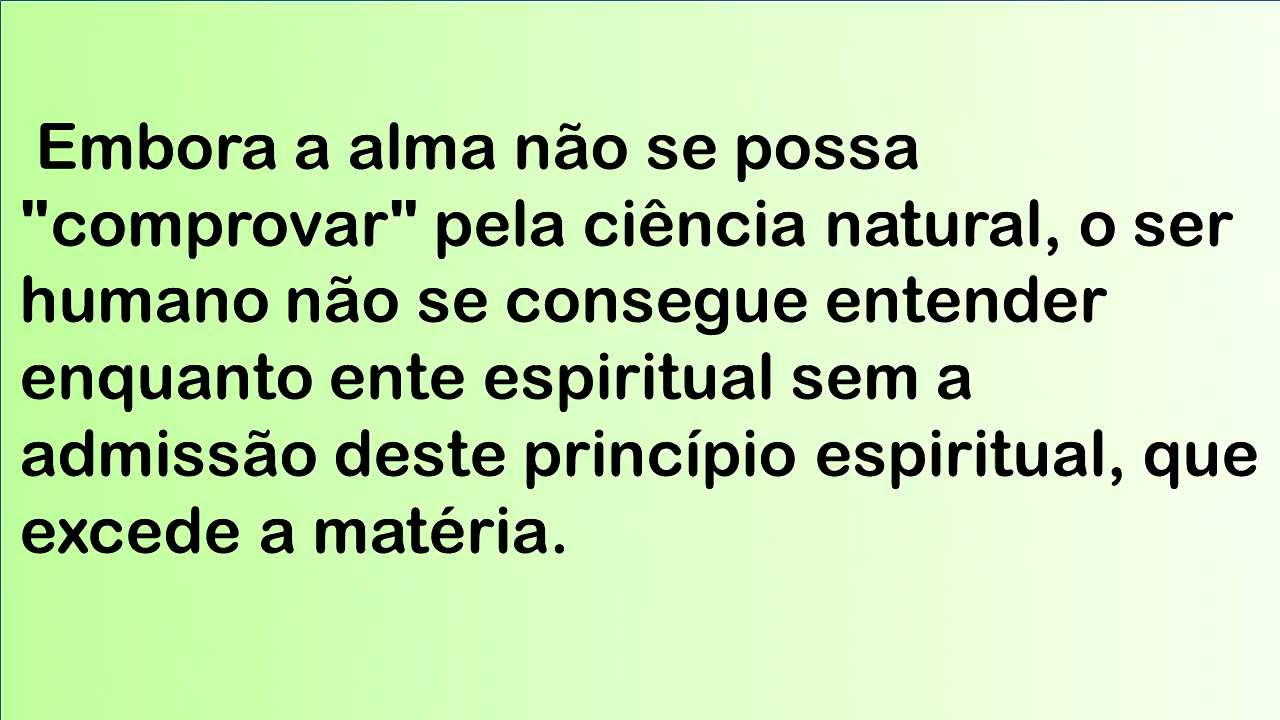 Embora a alma não se possa
"comprovar" pela ciência natural, o ser
humano não se consegue entender
enquanto ente espiritual sem a
admissão deste princípio espiritual, que
excede a matéria.